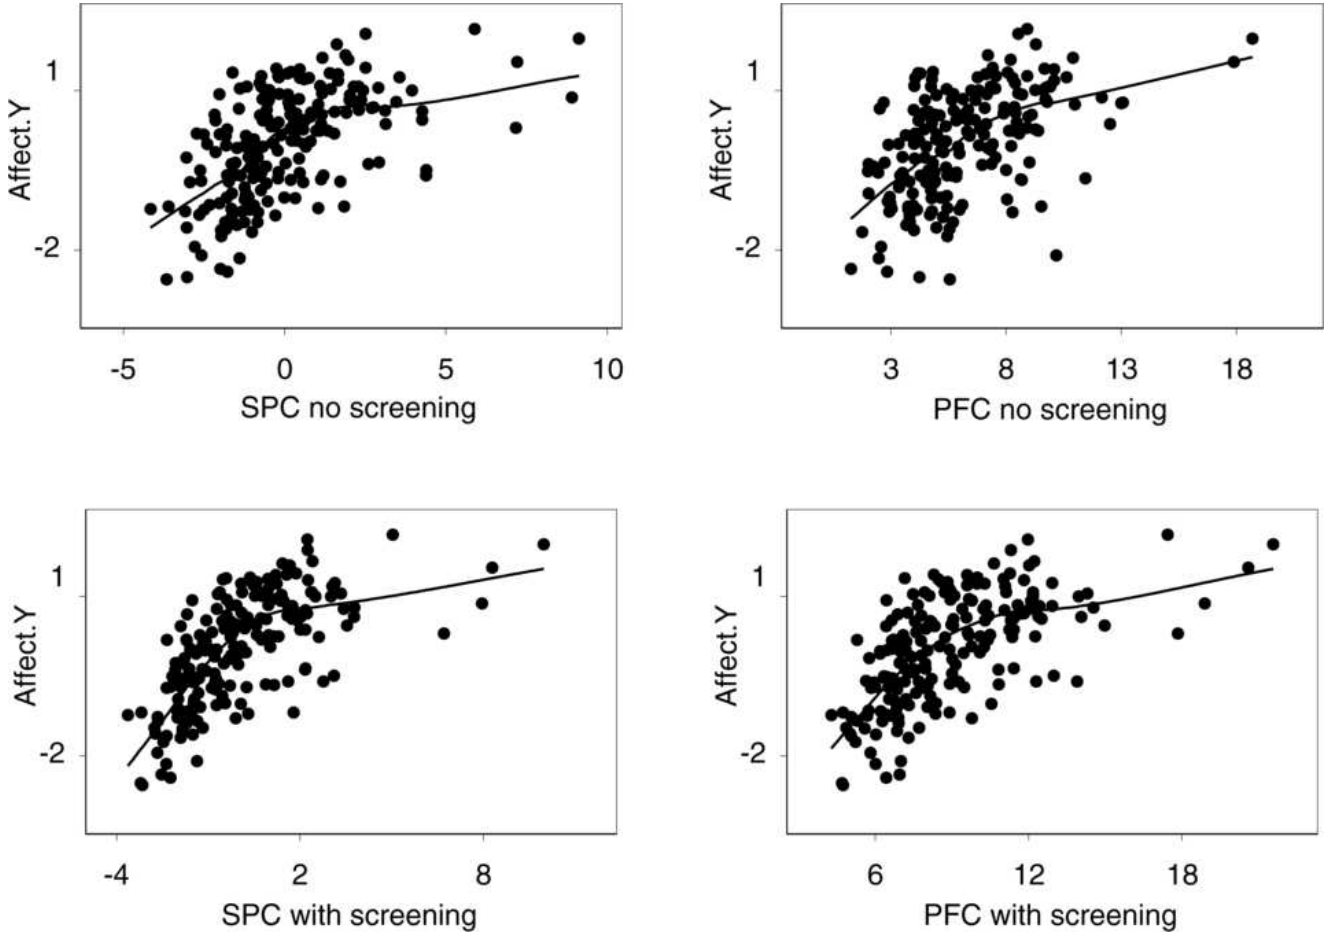 1
-2
Affect.Y
-5 0 5 10
SPC no screening
1
-2
Affect.Y
3 8 13 18
PFC no screening
1
-2
Affect.Y
-4 2 8
SPC with screening
1
-2
Affect.Y
6 12 18
PFC with screening